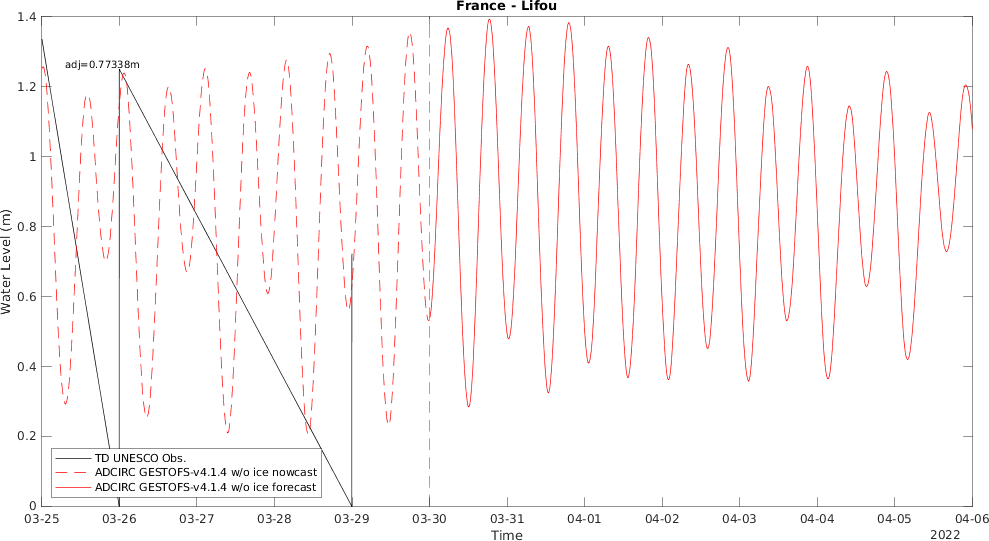 France - Lifou
adj=0.77338m
1.4
1.2
1
0.8
0.6
0.4
0.2
0
Water Level (m)
TD UNESCO Obs.
ADCIRC GESTOFS-v4.1.4 w/o ice nowcast
ADCIRC GESTOFS-v4.1.4 w/o ice forecast
03-25 03-26 03-27 03-28 03-29 03-30 03-31 04-01 04-02 04-03 04-04 04-05 04-06
Time
2022